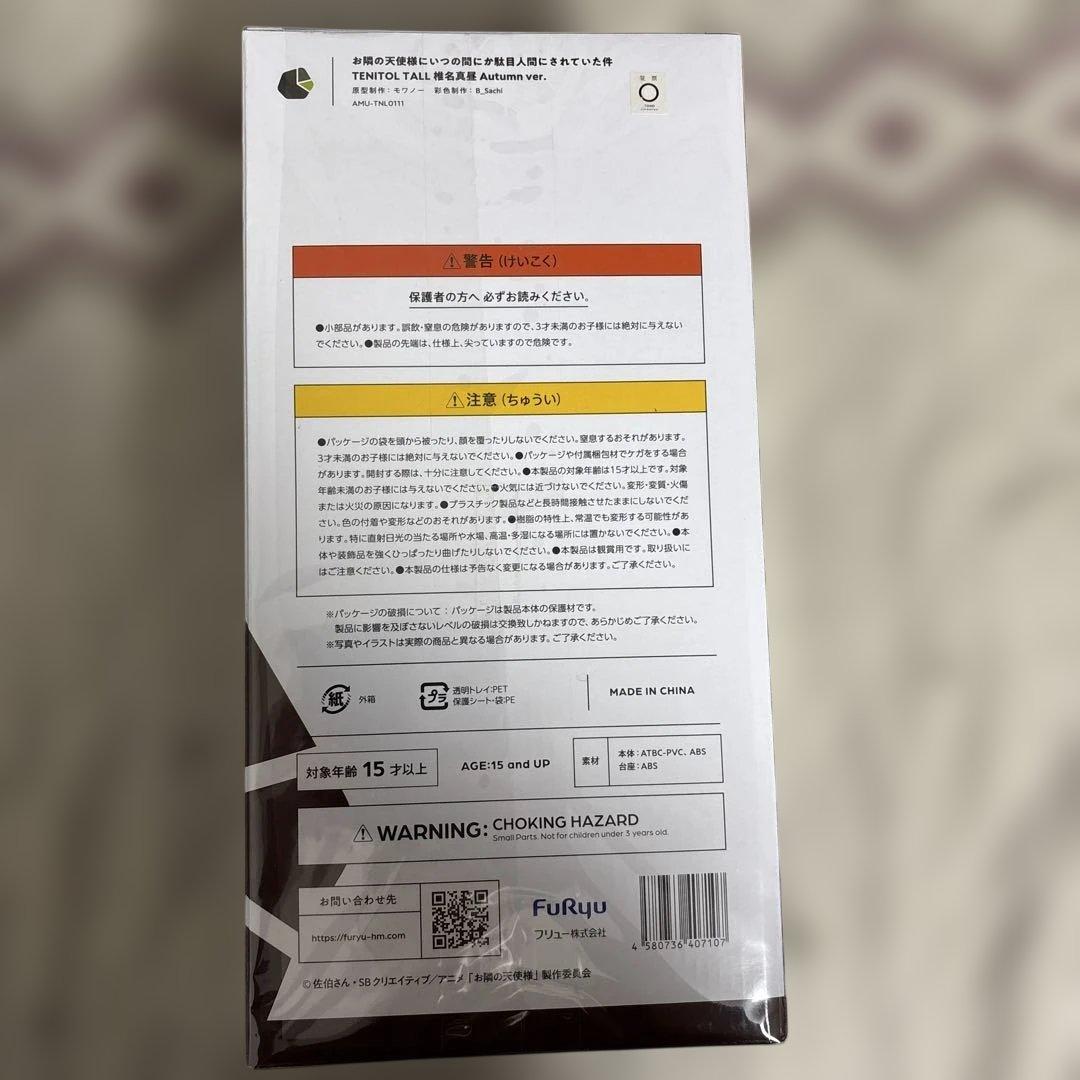 お隣の天使様にいつの間にか駄目人間にされていた件
TENITOL TALL 椎名真昼 Autumn ver.
原型制作：モワノー　彩色制作：B_Sachi
AMU-TNL0111
⚠警告（けいこく）
保護者の方へ 必ずお読みください。
●小部品があります。誤飲・窒息の危険がありますので、3才未満のお子様には絶対に与えない
でください。●製品の先端は、仕様上、尖っていますので危険です。
⚠注意（ちゅうい）
●パッケージの袋を頭から被ったり、顔を覆ったりしないでください。窒息するおそれがあります。
3才未満のお子様には絶対に与えないでください。●パッケージや付属梱包材でケガをする場合
があります。開封する際は、十分に注意してください。●本製品の対象年齢は15才以上です。対象
年齢未満のお子様には与えないでください。●火気には近づけないでください。変形・変質・火傷
または火災の原因になります。●プラスチック製品などと長時間接触させたままにしないでくだ
さい。色の付着や変形などのおそれがあります。●樹脂の特性上、常温でも変形する可能性があ
ります。特に直射日光の当たる場所や水場、高温・多湿になる場所には置かないでください。●本
体や装飾品を強くひっぱったり曲げたりしないでください。●本製品は観賞用です。取り扱いに
はご注意ください。●本製品の仕様は予告なく変更になる場合があります。ご了承ください。
※パッケージの破損について：パッケージは製品本体の保護材です。
製品に影響を及ぼさないレベルの破損は交換致しかねますので、あらかじめご了承ください。
※写真やイラストは実際の商品と異なる場合があります。ご了承ください。
紙 外箱
プラ 透明トレイ:PET
保護シート・袋:PE
MADE IN CHINA
対象年齢 15 才以上
AGE:15 and UP
素材
本体：ATBC-PVC、ABS
台座：ABS
⚠WARNING: CHOKING HAZARD
Small Parts. Not for children under 3 years old.
お問い合わせ先
https://furyu-hm.com
FuRyu
フリュー株式会社
4 580736 407107
© 佐伯さん・SBクリエイティブ／アニメ「お隣の天使様」製作委員会